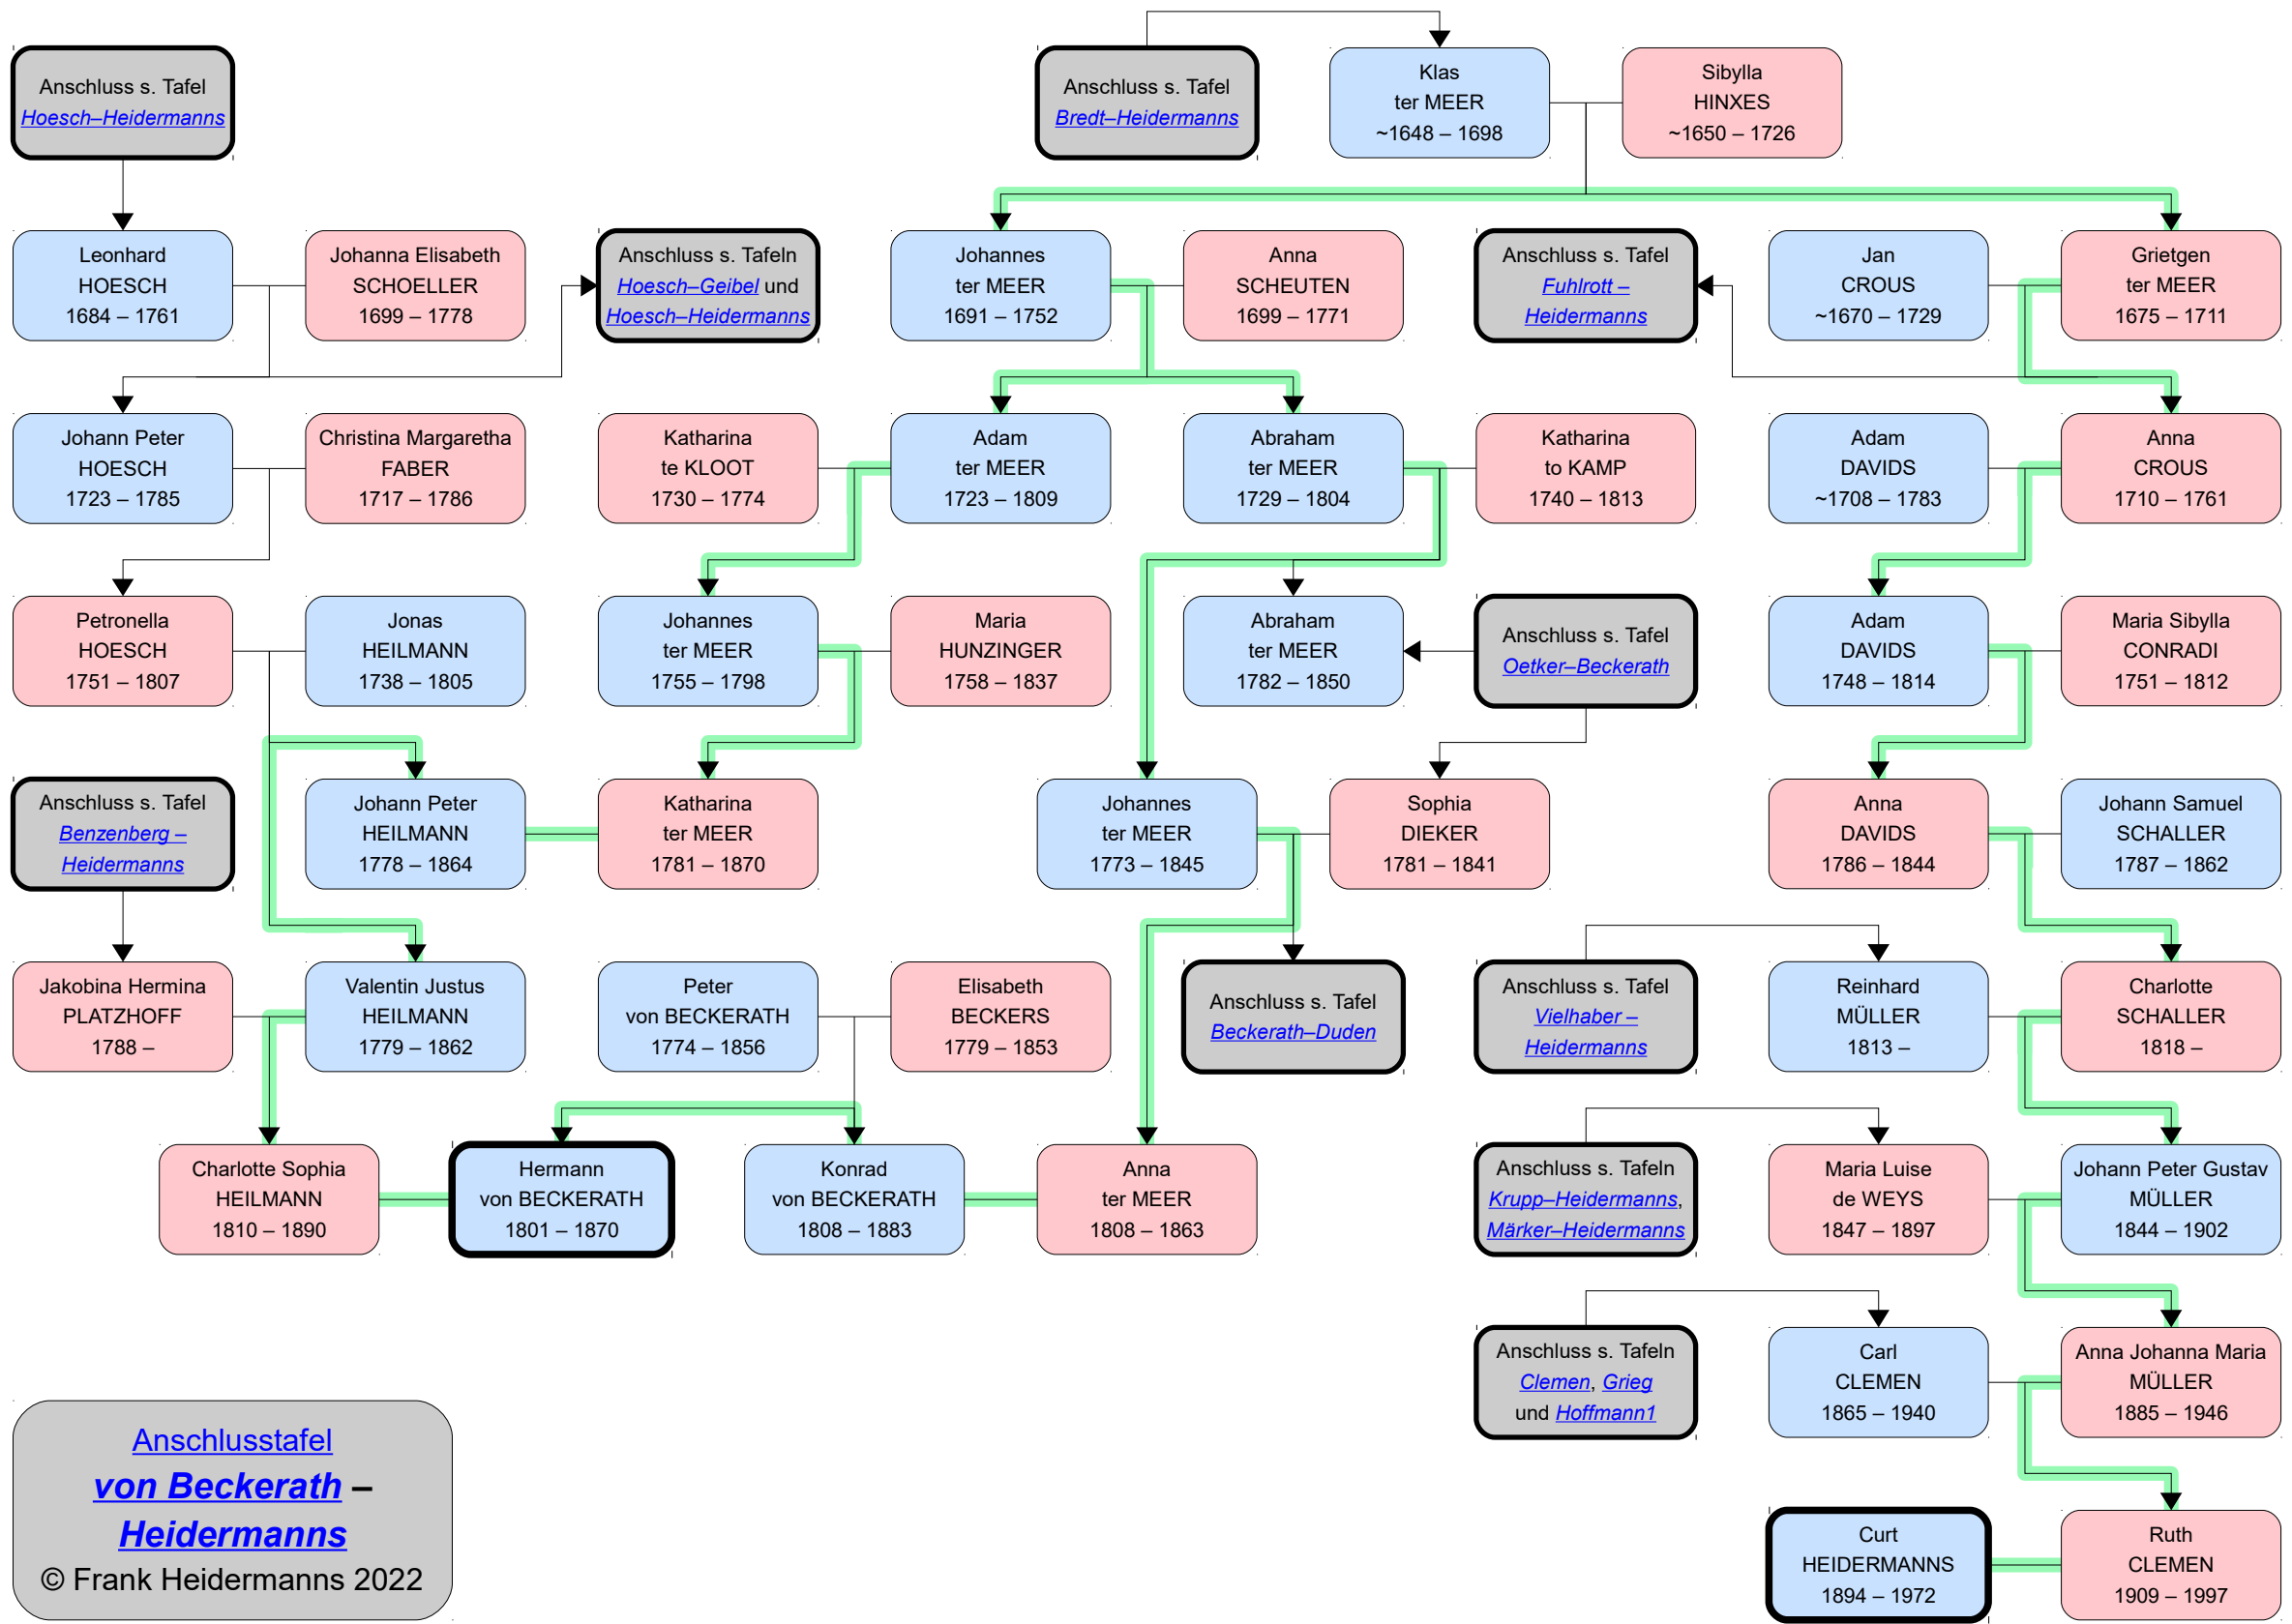 Anschluss s. Tafel
Hoesch–Heidermanns
Anschluss s. Tafel
Bredt–Heidermanns
Klas
ter MEER
~1648 – 1698
Sibylla
HINXES
~1650 – 1726
Leonhard
HOESCH
1684 – 1761
Johanna Elisabeth
SCHOELLER
1699 – 1778
Anschluss s. Tafeln
Hoesch–Geibel und
Hoesch–Heidermanns
Johannes
ter MEER
1691 – 1752
Anna
SCHEUTEN
1699 – 1771
Anschluss s. Tafel
Fuhlrott –
Heidermanns
Jan
CROUS
~1670 – 1729
Grietgen
ter MEER
1675 – 1711
Johann Peter
HOESCH
1723 – 1785
Christina Margaretha
FABER
1717 – 1786
Katharina
te KLOOT
1730 – 1774
Adam
ter MEER
1723 – 1809
Abraham
ter MEER
1729 – 1804
Katharina
to KAMP
1740 – 1813
Adam
DAVIDS
~1708 – 1783
Anna
CROUS
1710 – 1761
Petronella
HOESCH
1751 – 1807
Jonas
HEILMANN
1738 – 1805
Johannes
ter MEER
1755 – 1798
Maria
HUNZINGER
1758 – 1837
Abraham
ter MEER
1782 – 1850
Anschluss s. Tafel
Oetker–Beckerath
Adam
DAVIDS
1748 – 1814
Maria Sibylla
CONRADI
1751 – 1812
Anschluss s. Tafel
Benzenberg –
Heidermanns
Johann Peter
HEILMANN
1778 – 1864
Katharina
ter MEER
1781 – 1870
Johannes
ter MEER
1773 – 1845
Sophia
DIEKER
1781 – 1841
Anna
DAVIDS
1786 – 1844
Johann Samuel
SCHALLER
1787 – 1862
Jakobina Hermina
PLATZHOFF
1788 –
Valentin Justus
HEILMANN
1779 – 1862
Peter
von BECKERATH
1774 – 1856
Elisabeth
BECKERS
1779 – 1853
Anschluss s. Tafel
Beckerath–Duden
Anschluss s. Tafel
Vielhaber –
Heidermanns
Reinhard
MÜLLER
1813 –
Charlotte
SCHALLER
1818 –
Charlotte Sophia
HEILMANN
1810 – 1890
Hermann
von BECKERATH
1801 – 1870
Konrad
von BECKERATH
1808 – 1883
Anna
ter MEER
1808 – 1863
Anschluss s. Tafeln
Krupp–Heidermanns,
Märker–Heidermanns
Maria Luise
de WEYS
1847 – 1897
Johann Peter Gustav
MÜLLER
1844 – 1902
Anschluss s. Tafeln
Clemen, Grieg
und Hoffmann1
Carl
CLEMEN
1865 – 1940
Anna Johanna Maria
MÜLLER
1885 – 1946
Anschlusstafel
von Beckerath –
Heidermanns
© Frank Heidermanns 2022
Curt
HEIDERMANNS
1894 – 1972
Ruth
CLEMEN
1909 – 1997